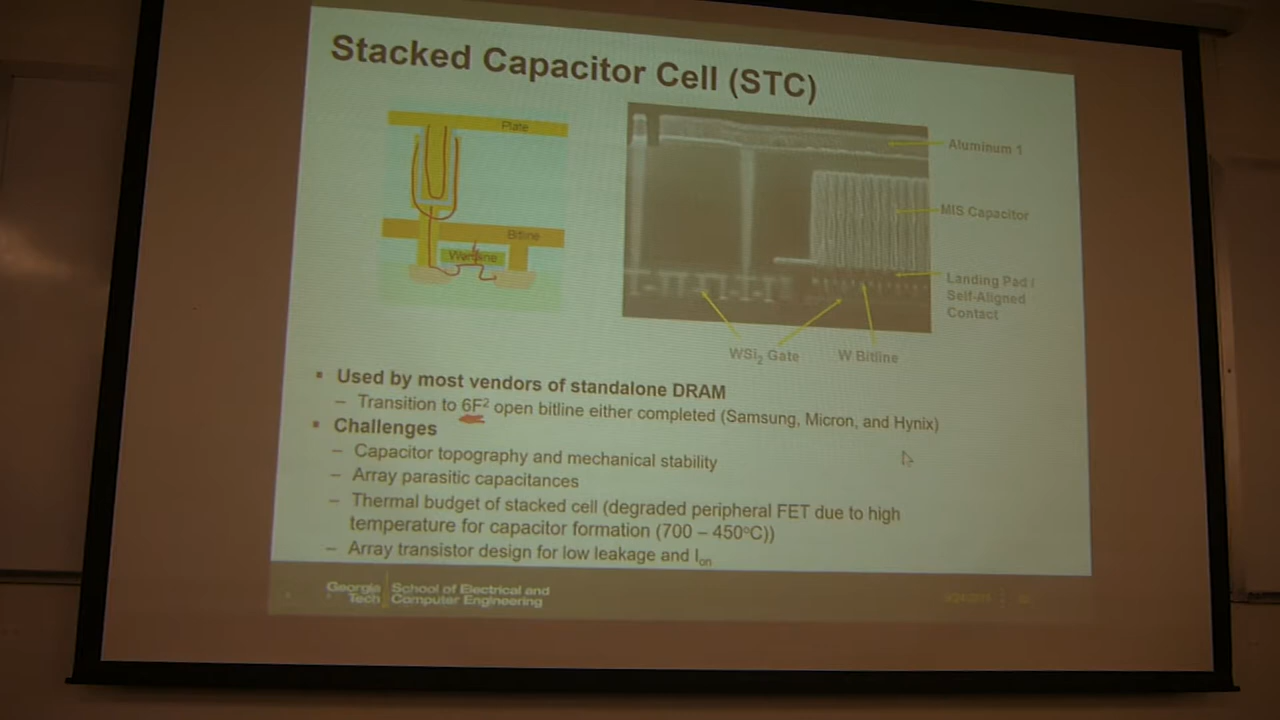 Stacked Capacitor Cell (STC)
Plate
Bitline
Wordline
Aluminum 1
MIS Capacitor
Landing Pad /
Self-Aligned
Contact
WSi₂ Gate
W Bitline
▪ Used by most vendors of standalone DRAM
– Transition to 6F² open bitline either completed (Samsung, Micron, and Hynix)
▪ Challenges
– Capacitor topography and mechanical stability
– Array parasitic capacitances
– Thermal budget of stacked cell (degraded peripheral FET due to high
temperature for capacitor formation (700 – 450ºC))
– Array transistor design for low leakage and Iₒₙ
Georgia
Tech
School of Electrical and
Computer Engineering